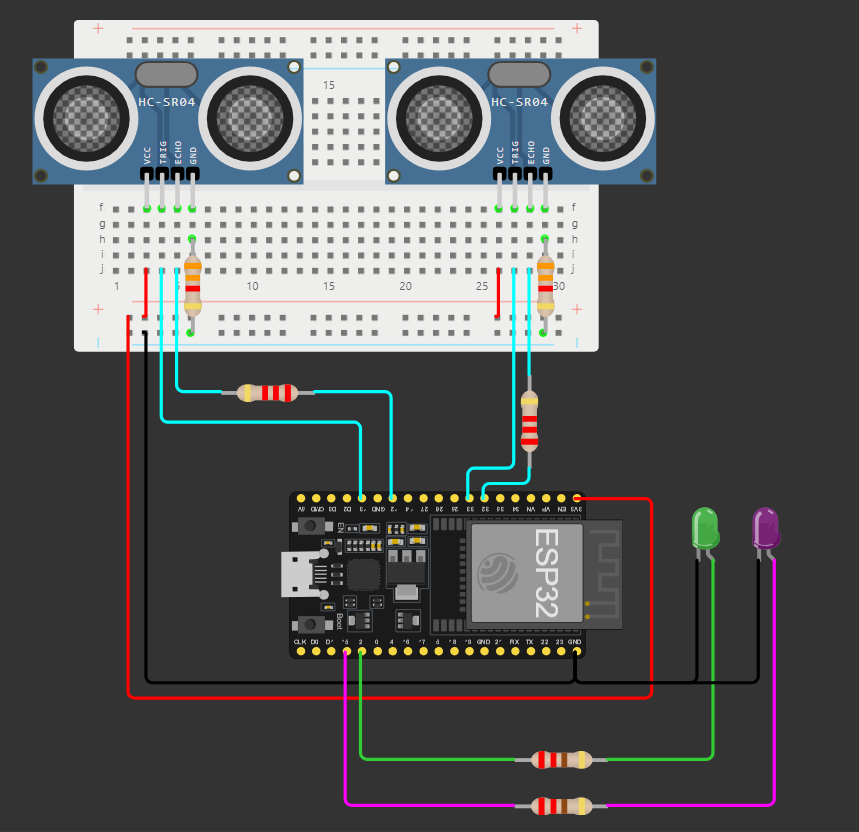 + +
15
HC-SR04 HC-SR04
VCC TRIG ECHO GND VCC TRIG ECHO GND
f f
g g
h h
i i
j j
1 10 15 20 25 30
+ +
5V CMD D3 D2 13 GND 12 14 27 26 25 33 32 35 34 VN VP EN 3V3
EN
ESP32
Boot
CLK D0 D1 15 2 0 4 16 17 5 18 19 GND 21 RX TX 22 23 GND